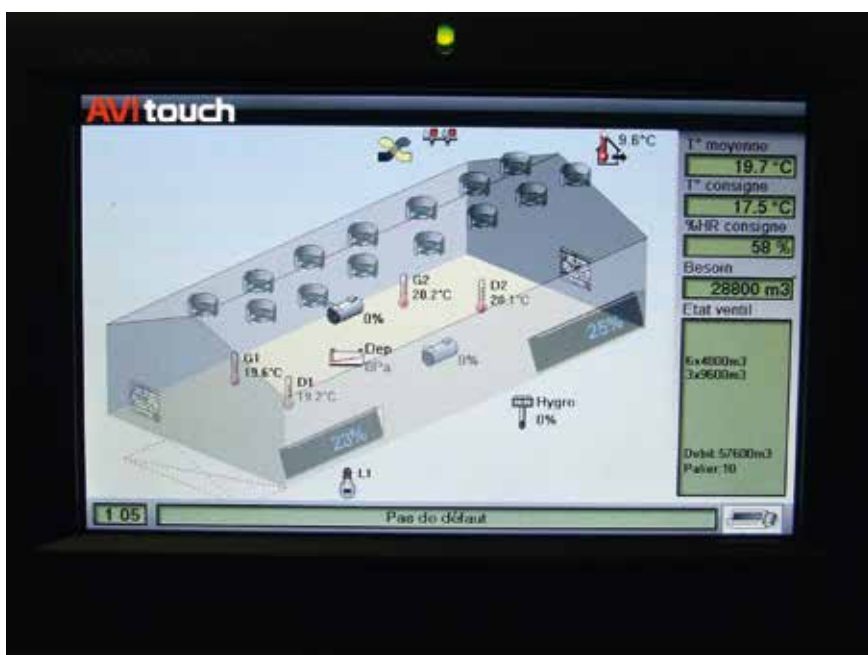 AVItouch
9.6°C
T° moyenne
19.7 °C
T° consigne
17.5 °C
%HR consigne
58 %
Besoin
28800 m3
Etat ventil
6x4800m3
3x9600m3
Debit:57600m3
Palier:10
G2
20.2°C
D2
20.1°C
0%
25%
G1
19.6°C
Dep
0Pa
0%
D1
19.2°C
Hygro
0%
23%
L1
1 05
Pas de défaut